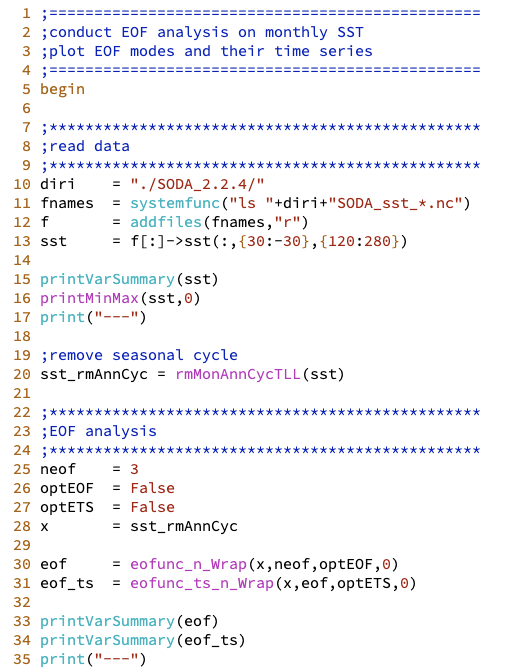 1 ;================================================
2 ;conduct EOF analysis on monthly SST
3 ;plot EOF modes and their time series
4 ;================================================
5 begin
6
7 ;************************************************
8 ;read data
9 ;************************************************
10 diri    = "./SODA_2.2.4/"
11 fnames  = systemfunc("ls "+diri+"SODA_sst_*.nc")
12 f       = addfiles(fnames,"r")
13 sst     = f[:]->sst(:,{30:-30},{120:280})
14
15 printVarSummary(sst)
16 printMinMax(sst,0)
17 print("---")
18
19 ;remove seasonal cycle
20 sst_rmAnnCyc = rmMonAnnCycTLL(sst)
21
22 ;************************************************
23 ;EOF analysis
24 ;************************************************
25 neof    = 3
26 optEOF  = False
27 optETS  = False
28 x       = sst_rmAnnCyc
29
30 eof     = eofunc_n_Wrap(x,neof,optEOF,0)
31 eof_ts  = eofunc_ts_n_Wrap(x,eof,optETS,0)
32
33 printVarSummary(eof)
34 printVarSummary(eof_ts)
35 print("---")